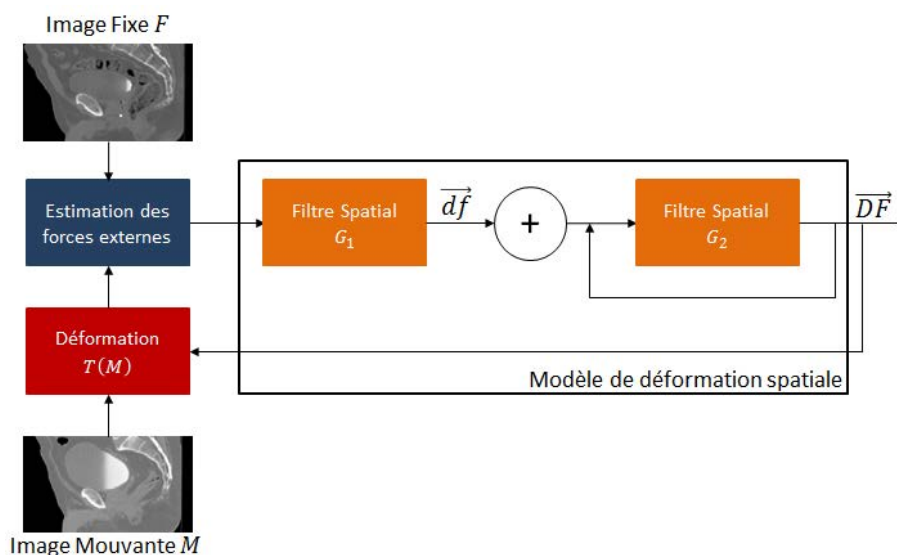 Image Fixe F
Estimation des
forces externes
Filtre Spatial
G₁
df
+
Filtre Spatial
G₂
DF
Déformation
T(M)
Modèle de déformation spatiale
Image Mouvante M